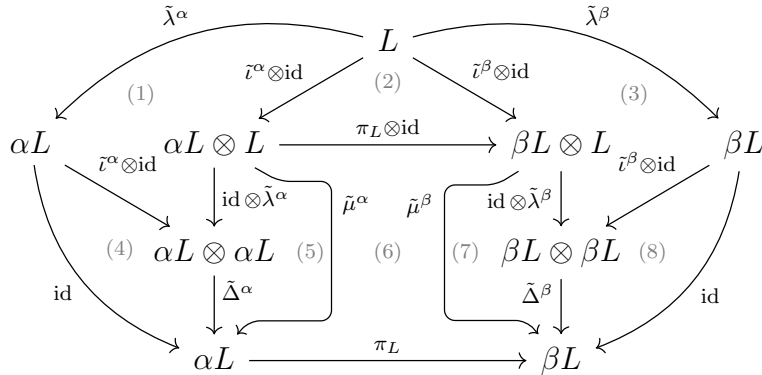 λ̃^α λ̃^β
L
ι̃^α⊗id (2) ι̃^β⊗id
(1) (3)
αL αL ⊗ L π_L⊗id βL ⊗ L βL
ι̃^α⊗id id ⊗λ̃^α μ̃^α μ̃^β id ⊗λ̃^β ι̃^β⊗id
(4) αL ⊗ αL (5) (6) (7) βL ⊗ βL (8)
id Δ̃^α Δ̃^β id
αL π_L βL